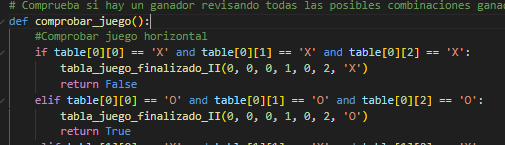 # Comprueba si hay un ganador revisando todas las posibles combinaciones gana
def comprobar_juego():
#Comprobar juego horizontal
if table[0][0] == 'X' and table[0][1] == 'X' and table[0][2] == 'X':
tabla_juego_finalizado_II(0, 0, 0, 1, 0, 2, 'X')
return False
elif table[0][0] == 'O' and table[0][1] == 'O' and table[0][2] == 'O':
tabla_juego_finalizado_II(0, 0, 0, 1, 0, 2, 'O')
return True